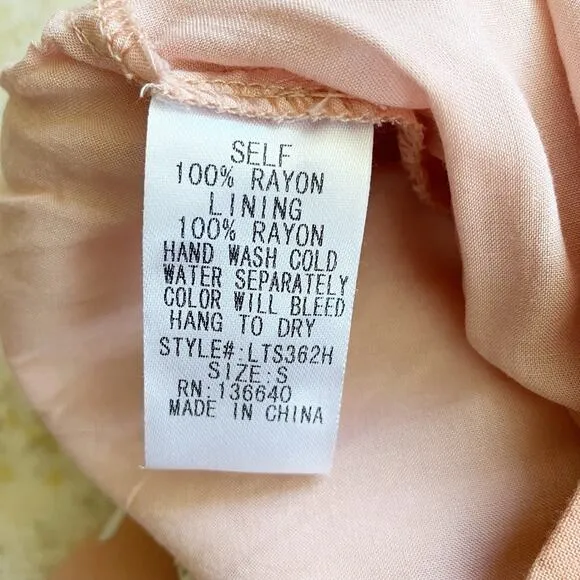 SELF
100% RAYON
LINING
100% RAYON
HAND WASH COLD
WATER SEPARATELY
COLOR WILL BLEED
HANG TO DRY
STYLE#:LTS362H
SIZE:S
RN:136640
MADE IN CHINA